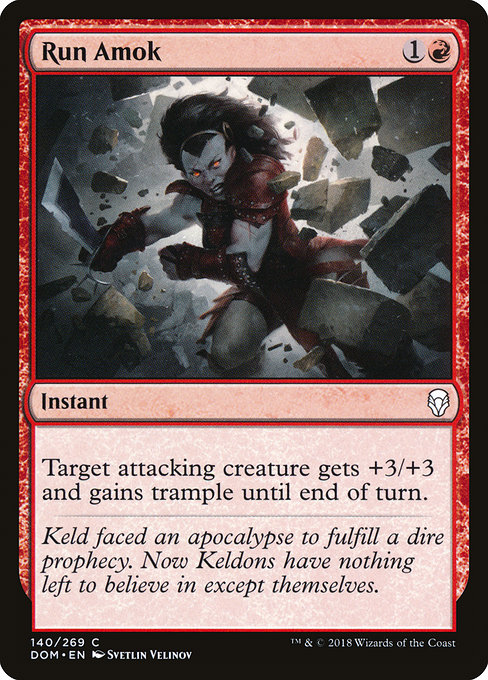 Run Amok 1
Instant
Target attacking creature gets +3/+3
and gains trample until end of turn.
Keld faced an apocalypse to fulfill a dire
prophecy. Now Keldons have nothing
left to believe in except themselves.
140/269 C
™ & © 2018 Wizards of the Coast
DOM • EN Svetlin Velinov